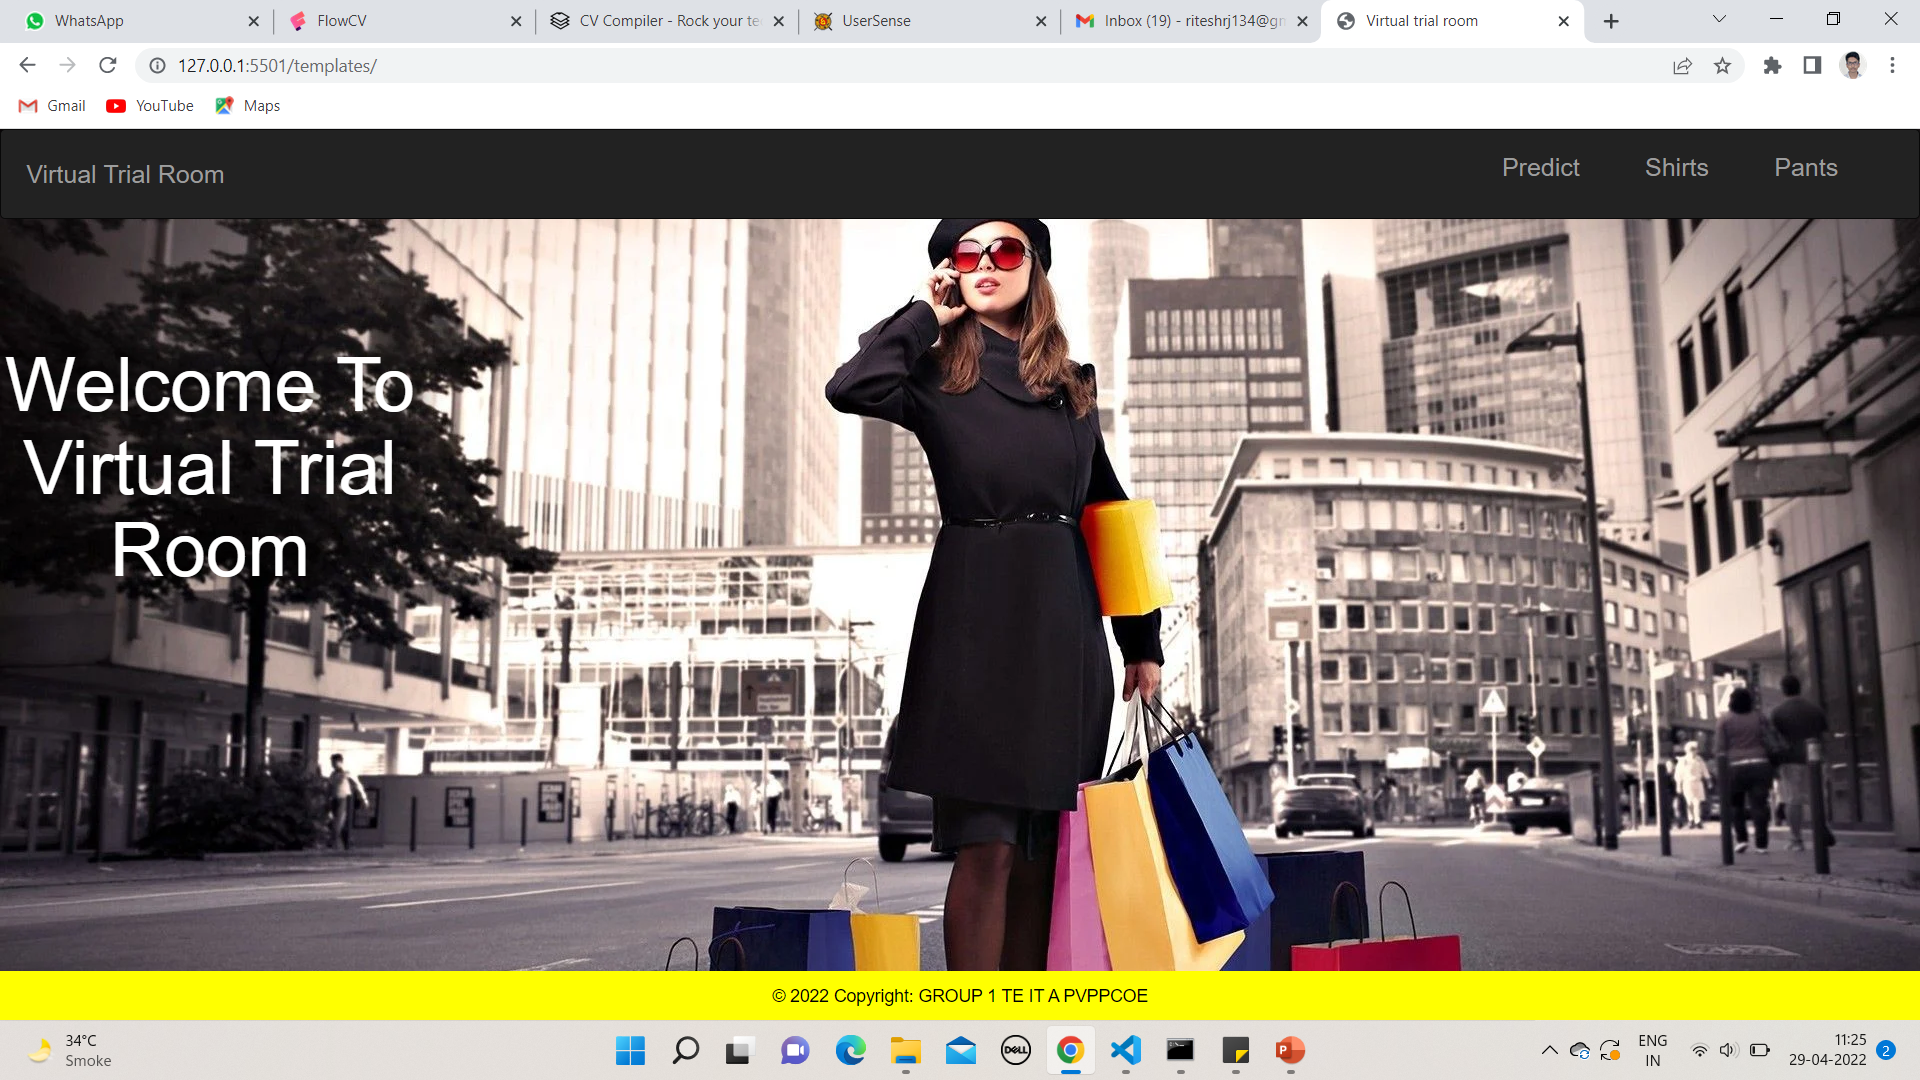 WhatsApp
FlowCV
CV Compiler - Rock your te
UserSense
Inbox (19) - riteshrj134@gm
Virtual trial room
127.0.0.1:5501/templates/
Gmail
YouTube
Maps
Virtual Trial Room
Predict
Shirts
Pants
Welcome To
Virtual Trial
Room
© 2022 Copyright: GROUP 1 TE IT A PVPPCOE
34°C
Smoke
DELL
P
ENG
IN
11:25
29-04-2022
2